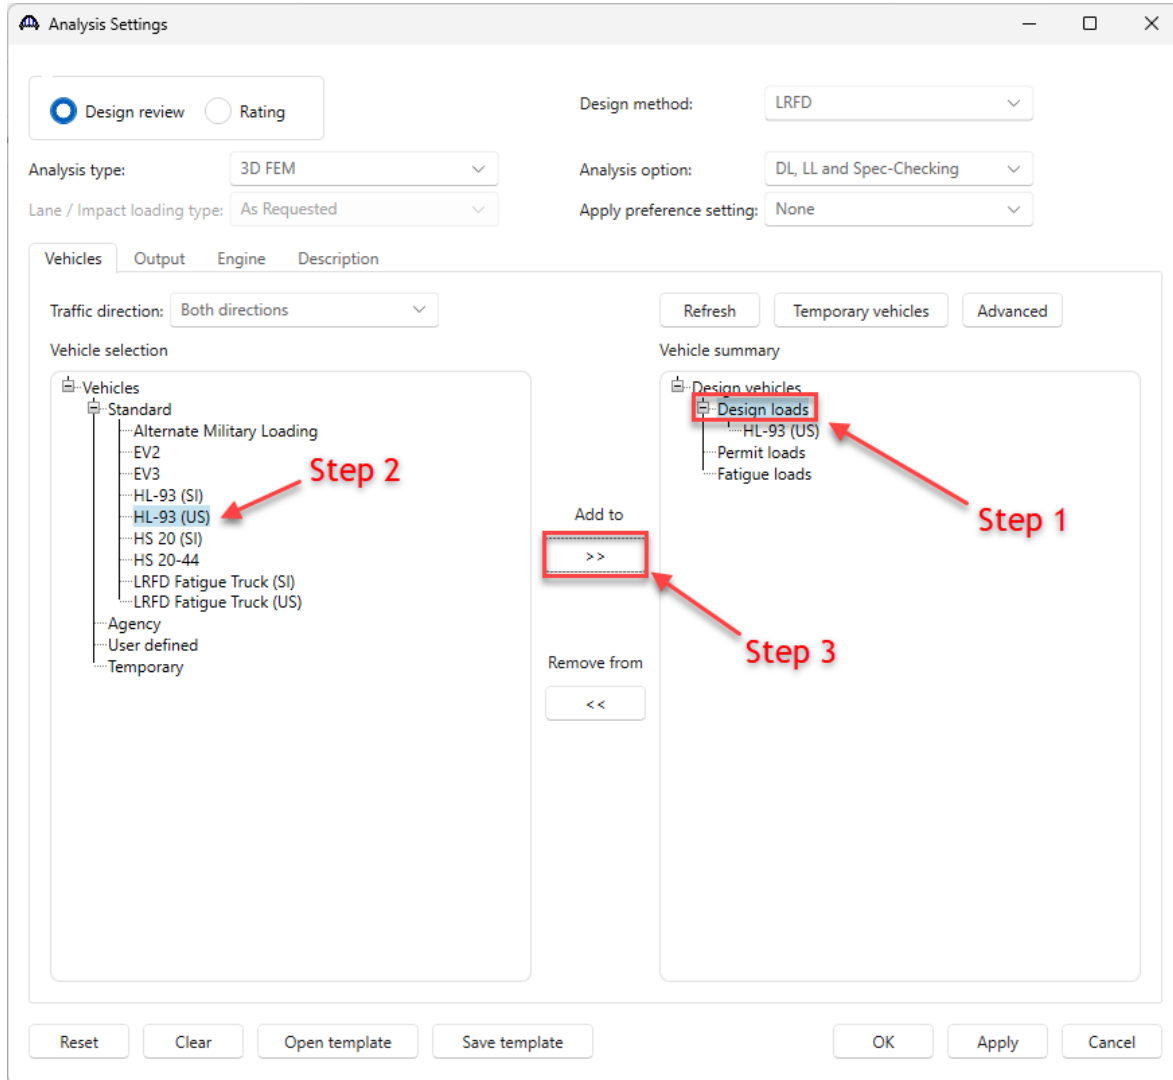 Analysis Settings
Design review
Rating
Design method:
LRFD
Analysis type:
3D FEM
Analysis option:
DL, LL and Spec-Checking
Lane / Impact loading type:
As Requested
Apply preference setting:
None
Vehicles
Output
Engine
Description
Traffic direction:
Both directions
Refresh
Temporary vehicles
Advanced
Vehicle selection
Vehicles
Standard
Alternate Military Loading
EV2
EV3
HL-93 (SI)
HL-93 (US)
HS 20 (SI)
HS 20-44
LRFD Fatigue Truck (SI)
LRFD Fatigue Truck (US)
Agency
User defined
Temporary
Step 2
Add to
>>
Remove from
<<
Vehicle summary
Design vehicles
Design loads
HL-93 (US)
Permit loads
Fatigue loads
Step 1
Step 3
Reset
Clear
Open template
Save template
OK
Apply
Cancel